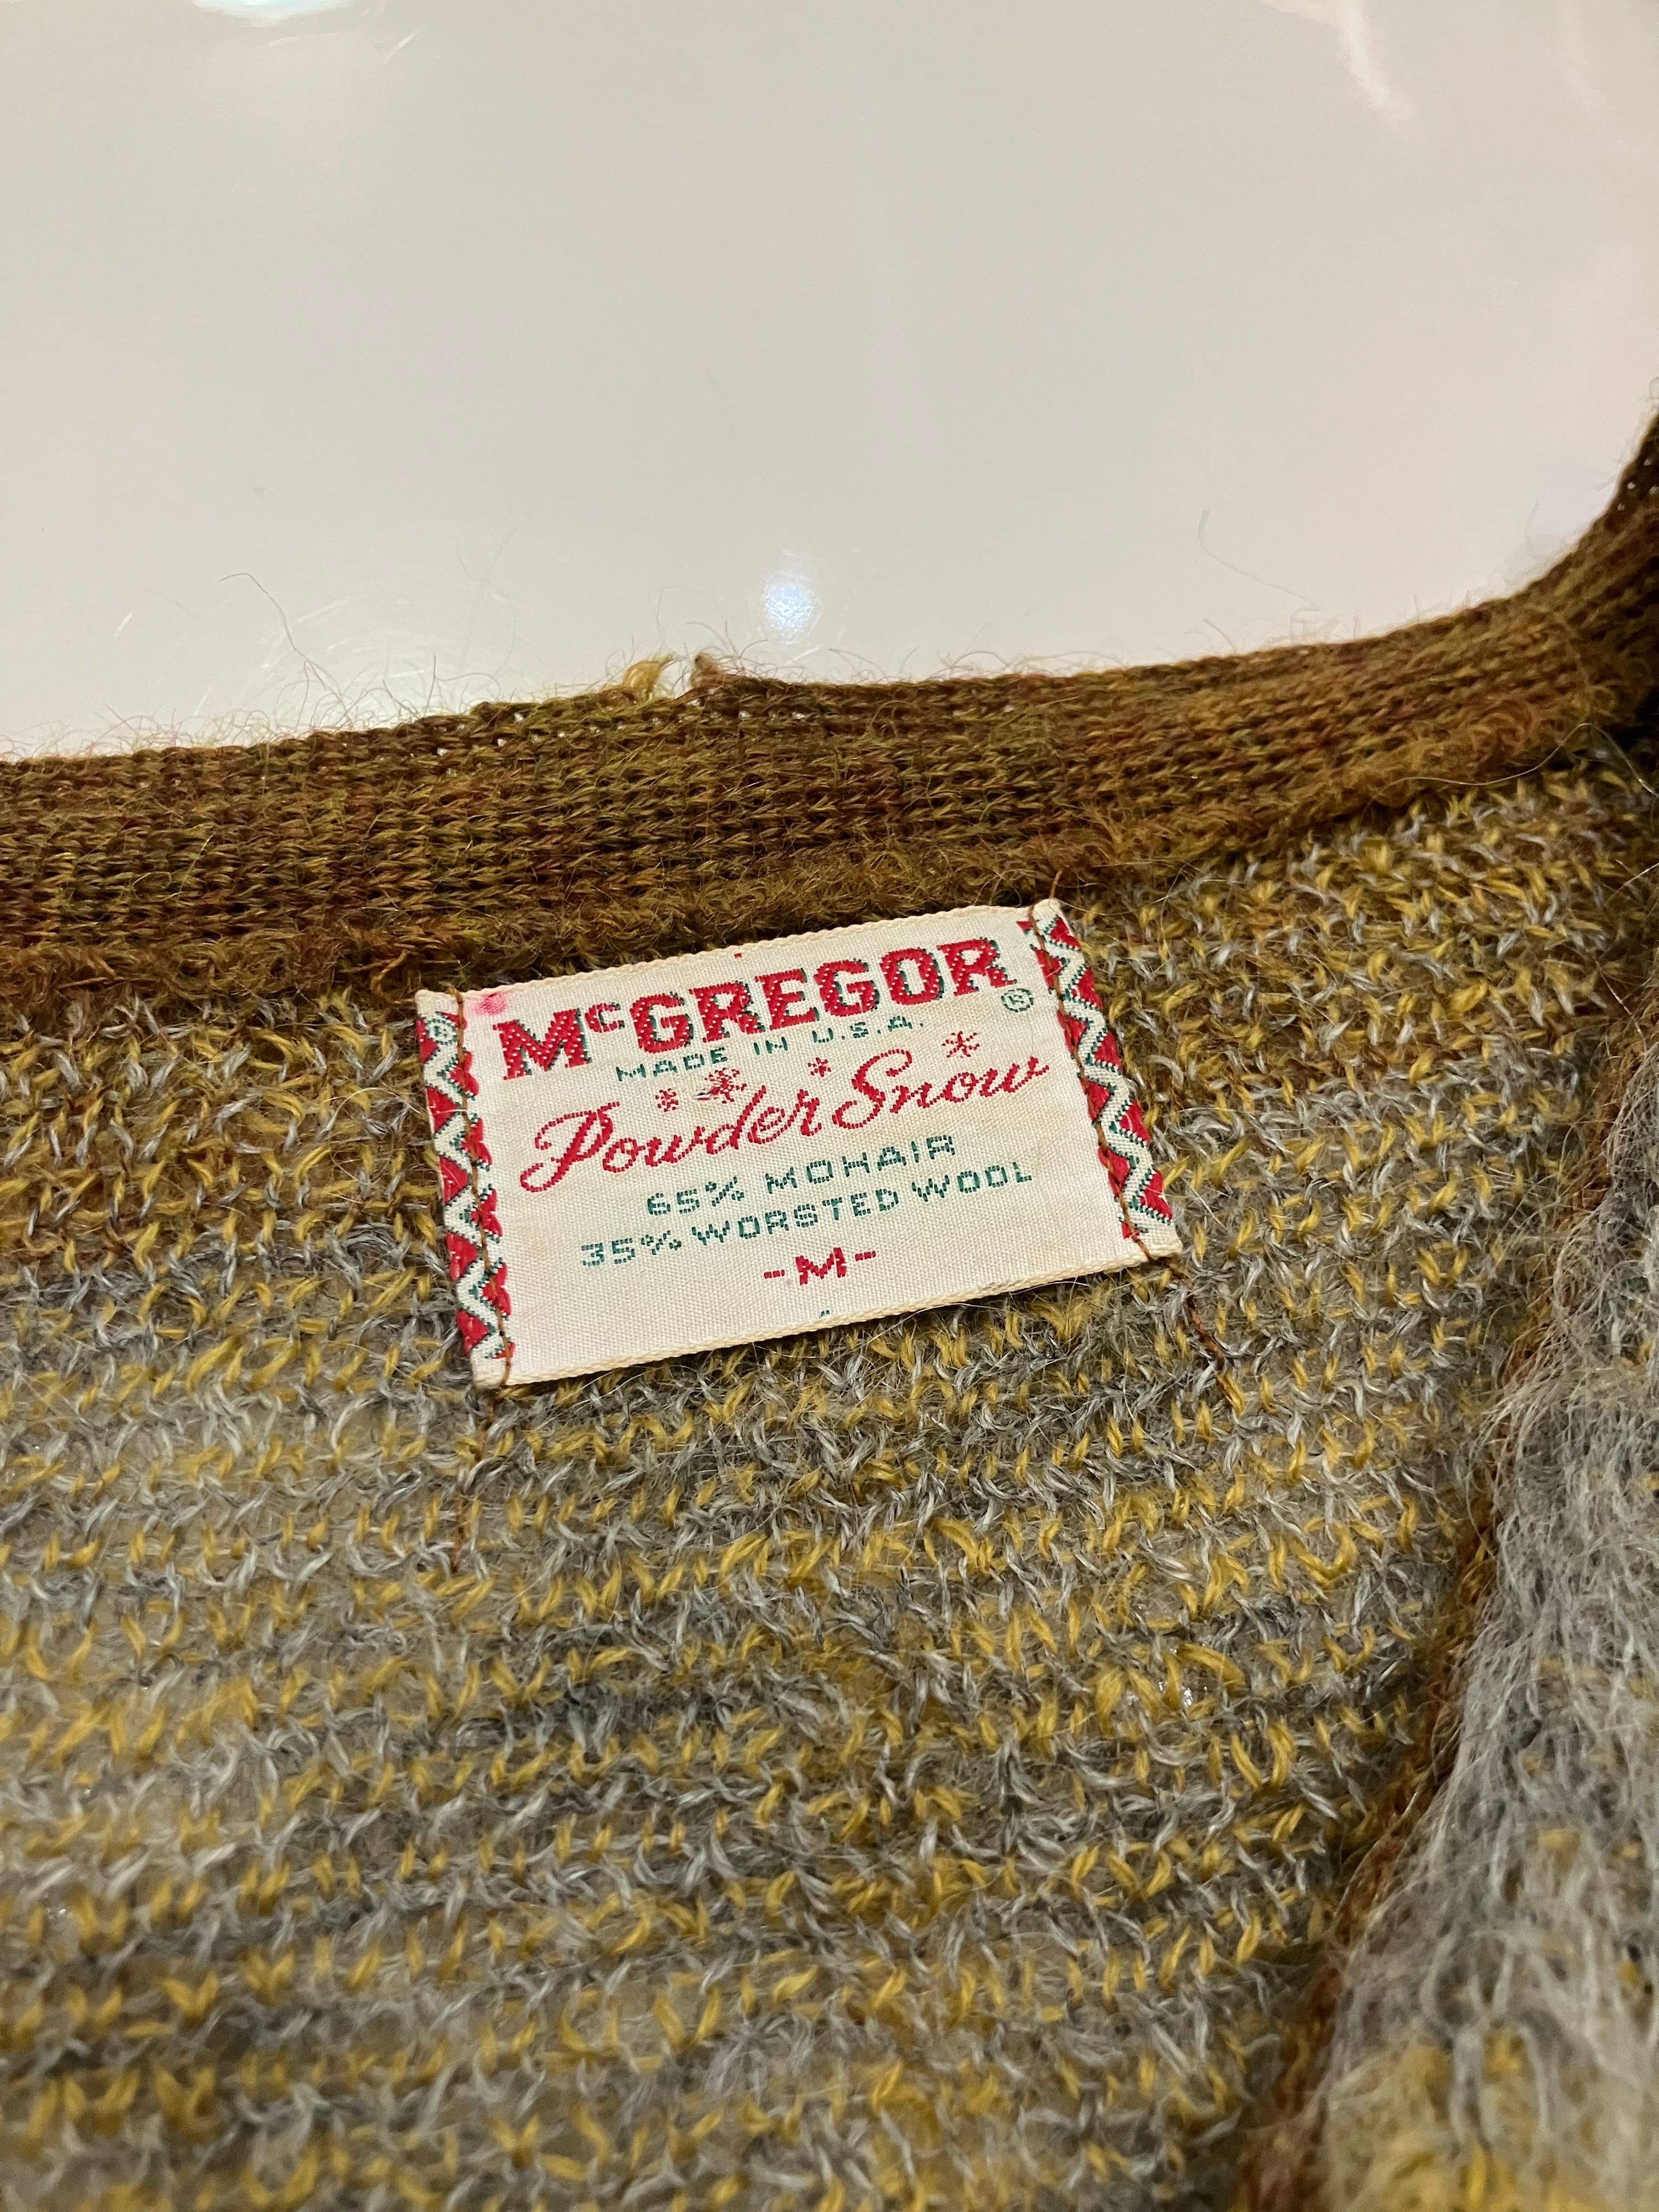 McGREGOR
®
MADE IN U.S.A.
Powder Snow
65% MOHAIR
35% WORSTED WOOL
-M-